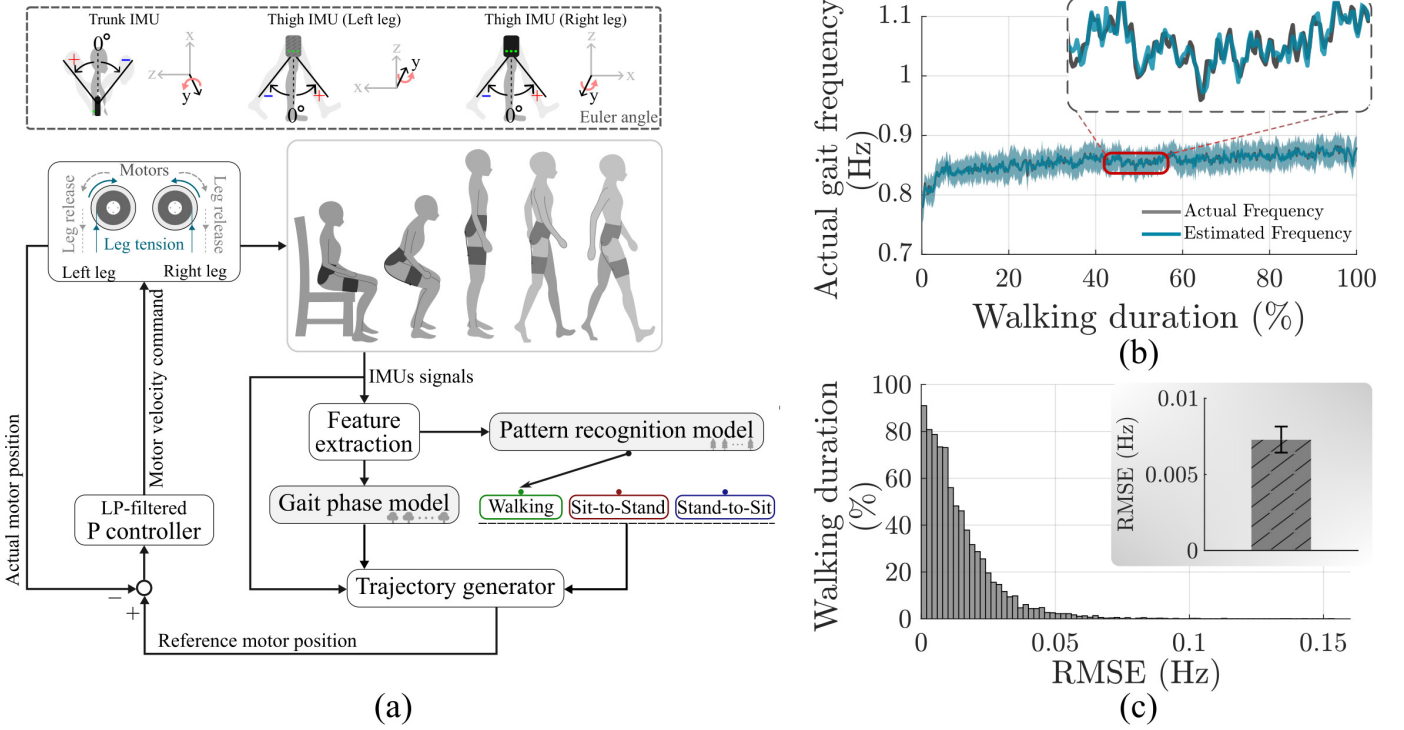 Trunk IMU
Thigh IMU (Left leg)
Thigh IMU (Right leg)
0°
+
-
x
z
y
-
+
0°
z
x
y
-
+
0°
z
x
y
Euler angle
Motors
Leg release
Leg release
Leg tension
Left leg
Right leg
Motor velocity command
Actual motor position
IMUs signals
Feature
extraction
Pattern recognition model
Gait phase model
Walking
Sit-to-Stand
Stand-to-Sit
LP-filtered
P controller
Trajectory generator
−
+
Reference motor position
(a)
Actual gait frequency
(Hz)
1.1
1
0.9
0.8
0.7
Actual Frequency
Estimated Frequency
0 20 40 60 80 100
Walking duration (%)
(b)
Walking duration
(%)
100
80
60
40
20
0
RMSE (Hz)
0.01
0.005
0
0 0.05 0.1 0.15
RMSE (Hz)
(c)